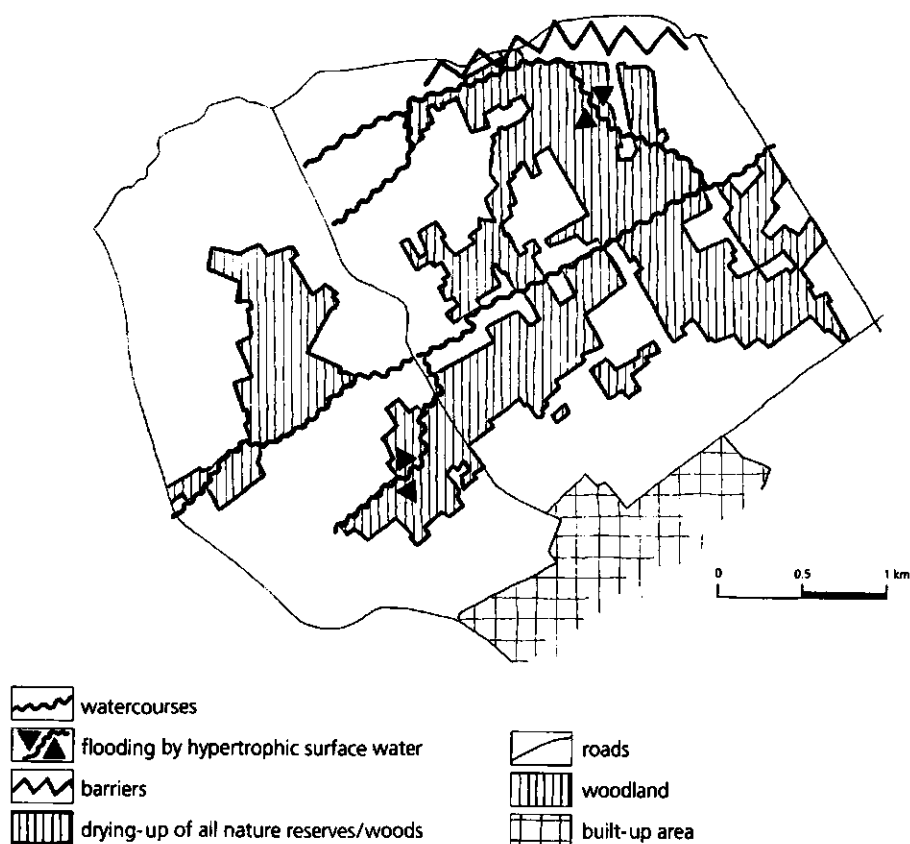 0 0.5 1 km
watercourses
flooding by hypertrophic surface water
barriers
drying-up of all nature reserves/woods
roads
woodland
built-up area